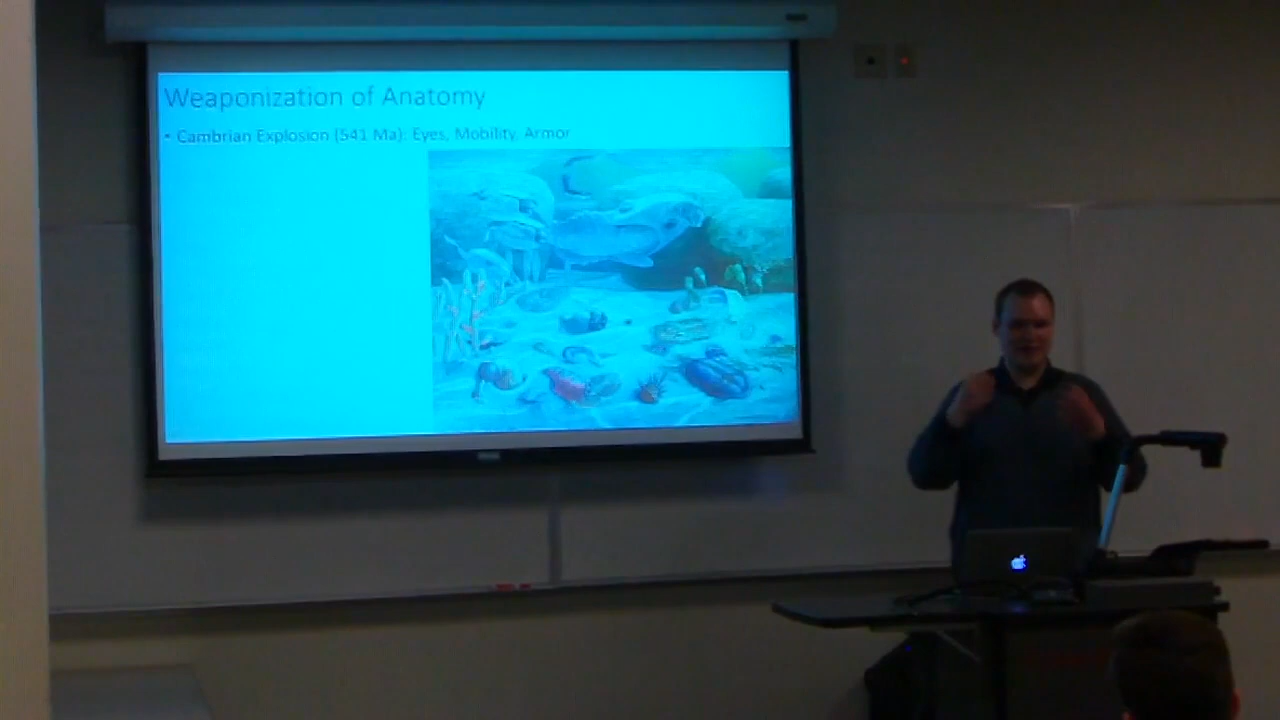 Weaponization of Anatomy
• Cambrian Explosion (541 Ma): Eyes, Mobility, Armor